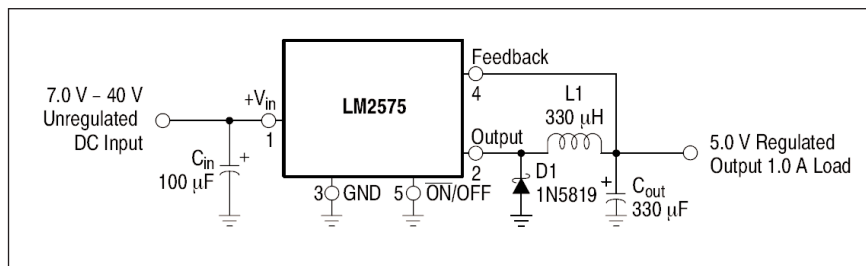 7.0 V – 40 V
Unregulated
DC Input
+Vin
1
Cin
100 µF
+
LM2575
3
GND
5
ON/OFF
Feedback
4
Output
2
L1
330 µH
D1
1N5819
+
Cout
330 µF
5.0 V Regulated
Output 1.0 A Load